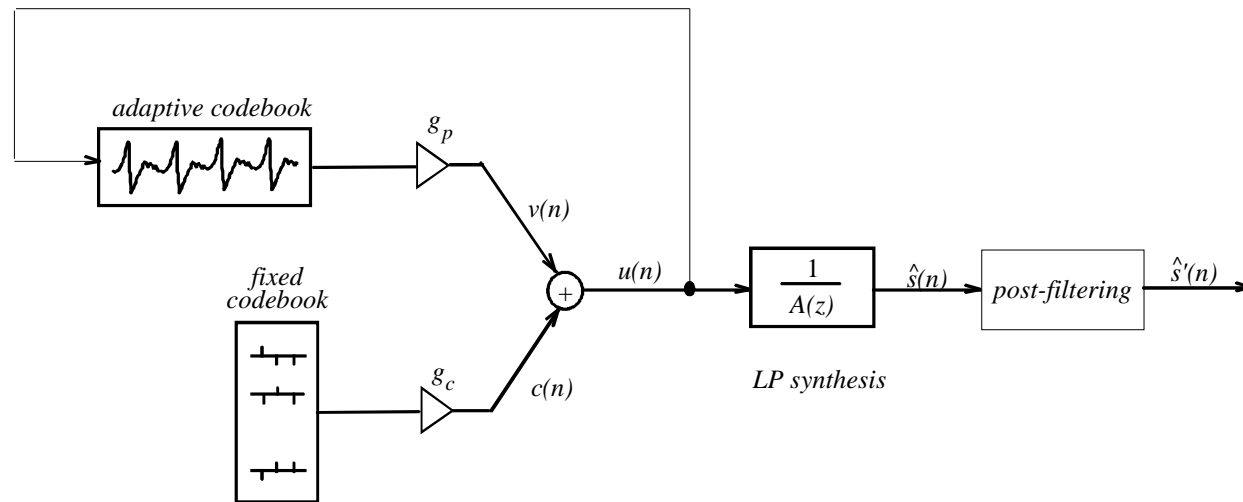 adaptive codebook
g_p
v(n)
fixed
codebook
g_c
c(n)
+
u(n)
1
A(z)
LP synthesis
ŝ(n)
post-filtering
ŝ'(n)